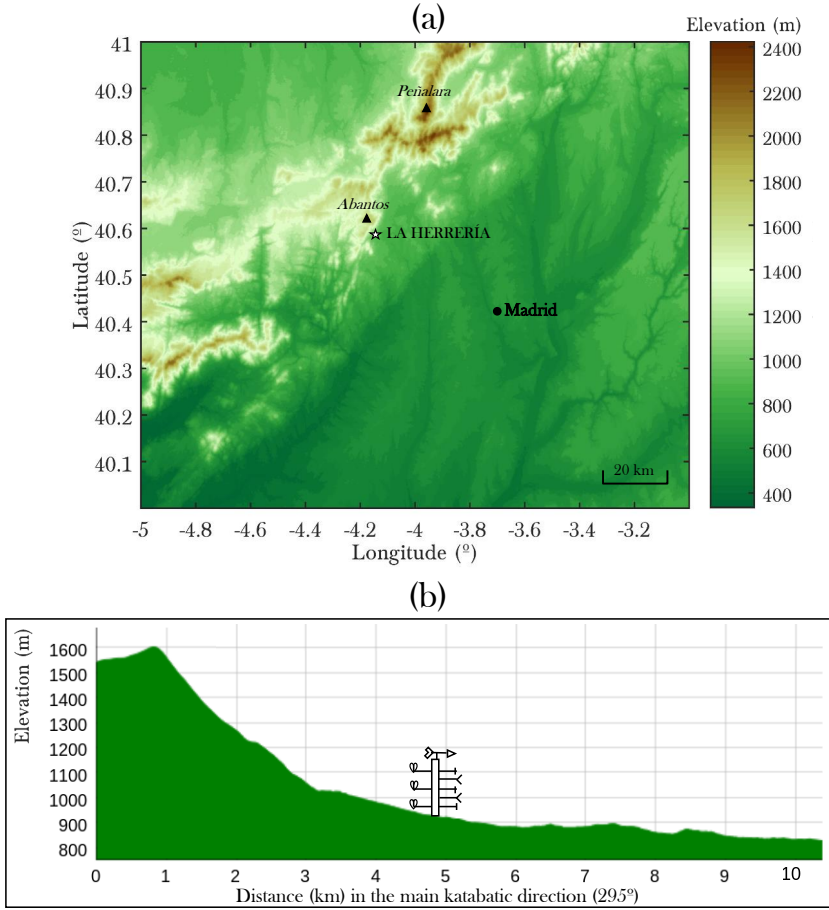 (a)
Elevation (m)
41
40.9
40.8
40.7
40.6
40.5
40.4
40.3
40.2
40.1
Latitude (º)
Peñalara
Abantos
LA HERRERÍA
Madrid
20 km
2400
2200
2000
1800
1600
1400
1200
1000
800
600
400
-5 -4.8 -4.6 -4.4 -4.2 -4 -3.8 -3.6 -3.4 -3.2
Longitude (º)
(b)
Elevation (m)
1600
1500
1400
1300
1200
1100
1000
900
800
0 1 2 3 4 5 6 7 8 9 10
Distance (km) in the main katabatic direction (295º)